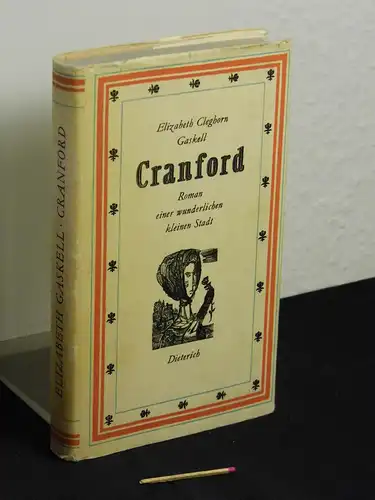 ELIZABETH GASKELL · CRANFORD
Elizabeth Cleghorn
Gaskell
Cranford
Roman
einer wunderlichen
kleinen Stadt
Dieterich